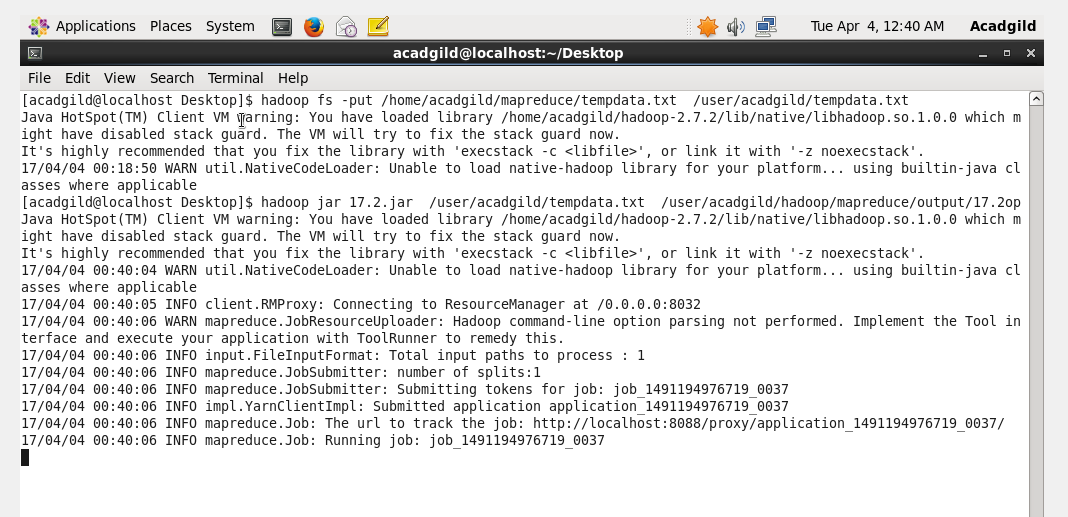 Applications Places System Tue Apr 4, 12:40 AM Acadgild
acadgild@localhost:~/Desktop
File Edit View Search Terminal Help
[acadgild@localhost Desktop]$ hadoop fs -put /home/acadgild/mapreduce/tempdata.txt  /user/acadgild/tempdata.txt
Java HotSpot(TM) Client VM warning: You have loaded library /home/acadgild/hadoop-2.7.2/lib/native/libhadoop.so.1.0.0 which m
ight have disabled stack guard. The VM will try to fix the stack guard now.
It's highly recommended that you fix the library with 'execstack -c <libfile>', or link it with '-z noexecstack'.
17/04/04 00:18:50 WARN util.NativeCodeLoader: Unable to load native-hadoop library for your platform... using builtin-java cl
asses where applicable
[acadgild@localhost Desktop]$ hadoop jar 17.2.jar  /user/acadgild/tempdata.txt  /user/acadgild/hadoop/mapreduce/output/17.2op
Java HotSpot(TM) Client VM warning: You have loaded library /home/acadgild/hadoop-2.7.2/lib/native/libhadoop.so.1.0.0 which m
ight have disabled stack guard. The VM will try to fix the stack guard now.
It's highly recommended that you fix the library with 'execstack -c <libfile>', or link it with '-z noexecstack'.
17/04/04 00:40:04 WARN util.NativeCodeLoader: Unable to load native-hadoop library for your platform... using builtin-java cl
asses where applicable
17/04/04 00:40:05 INFO client.RMProxy: Connecting to ResourceManager at /0.0.0.0:8032
17/04/04 00:40:06 WARN mapreduce.JobResourceUploader: Hadoop command-line option parsing not performed. Implement the Tool in
terface and execute your application with ToolRunner to remedy this.
17/04/04 00:40:06 INFO input.FileInputFormat: Total input paths to process : 1
17/04/04 00:40:06 INFO mapreduce.JobSubmitter: number of splits:1
17/04/04 00:40:06 INFO mapreduce.JobSubmitter: Submitting tokens for job: job_1491194976719_0037
17/04/04 00:40:06 INFO impl.YarnClientImpl: Submitted application application_1491194976719_0037
17/04/04 00:40:06 INFO mapreduce.Job: The url to track the job: http://localhost:8088/proxy/application_1491194976719_0037/
17/04/04 00:40:06 INFO mapreduce.Job: Running job: job_1491194976719_0037